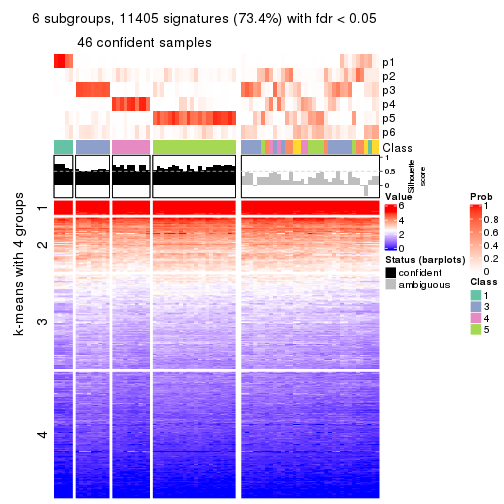 6 subgroups, 11405 signatures (73.4%) with fdr < 0.05
46 confident samples
p1
p2
p3
p4
p5
p6
Class
1
0.5
0
Silhouette
score
k-means with 4 groups
1
2
3
4
Value
6
4
2
0
Status (barplots)
confident
ambiguous
Prob
1
0.8
0.6
0.4
0.2
0
Class
1
3
4
5